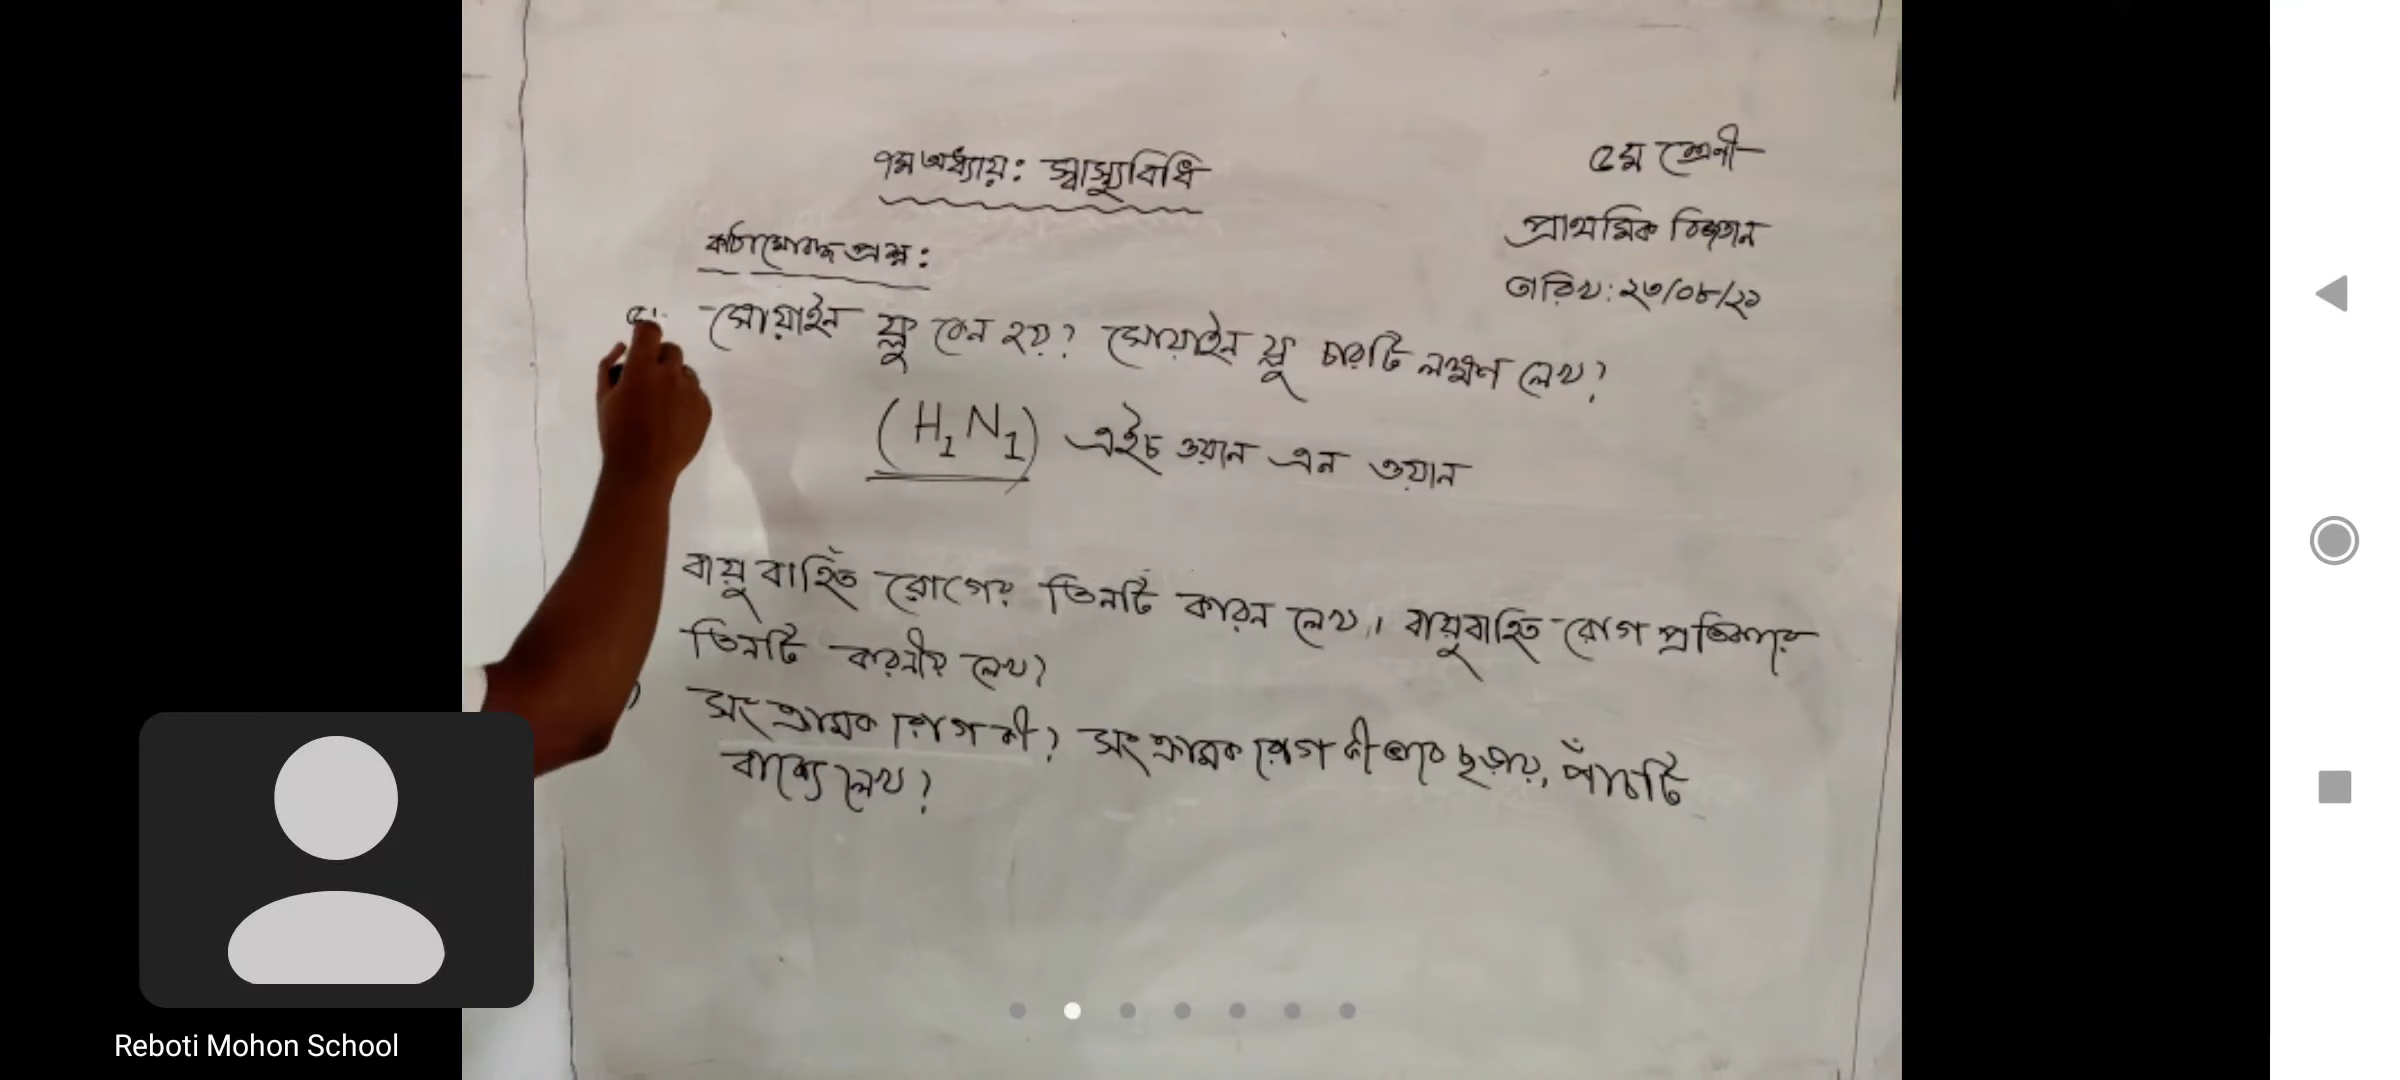 ৭ম অধ্যায়: স্বাস্থ্যবিধি
৫ম শ্রেনী
প্রাথমিক বিজ্ঞান
তারিখ: ২৩/০৮/২১
কাঠামোবদ্ধ প্রশ্ন:
সোয়াইন ফ্লু কেন হয়? সোয়াইন ফ্লু চারটি লক্ষণ লেখ?
(H₁N₁) এইচ ওয়ান এন ওয়ান
বায়ু বাহিত রোগের তিনটি কারন লেখ। বায়ুবাহিত রোগ প্রতিকারে
তিনটি করনীয় লেখ?
সংক্রামক রোগ কী? সংক্রামক রোগ কীভাবে ছড়ায়, পাঁচটি
বাক্যে লেখ?
Reboti Mohon School